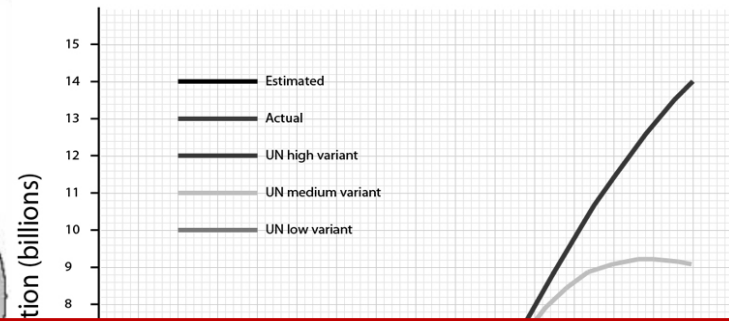 15
14
13
12
11
10
9
8
tion (billions)
Estimated
Actual
UN high variant
UN medium variant
UN low variant